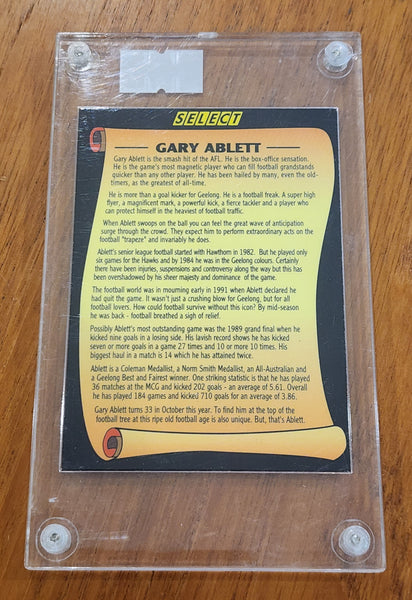 SELECT
GARY ABLETT
Gary Ablett is the smash hit of the AFL. He is the box-office sensation.
He is the game's most magnetic player who can fill football grandstands
quicker than any other player. He has been hailed by many, even the old-
timers, as the greatest of all-time.
He is more than a goal kicker for Geelong. He is a football freak. A super high
flyer, a magnificent mark, a powerful kick, a fierce tackler and a player who
can protect himself in the heaviest of football traffic.
When Ablett swoops on the ball you can feel the great wave of anticipation
surge through the crowd. They expect him to perform extraordinary acts on the
football "trapeze" and invariably he does.
Ablett's senior league football started with Hawthorn in 1982. But he played only
six games for the Hawks and by 1984 he was in the Geelong colours. Certainly
there have been injuries, suspensions and controversy along the way but this has
been overshadowed by his sheer majesty and dominance of the game.
The football world was in mourning early in 1991 when Ablett declared he
had quit the game. It wasn't just a crushing blow for Geelong, but for all
football lovers. How could football survive without this icon? By mid-season
he was back - football breathed a sigh of relief.
Possibly Ablett's most outstanding game was the 1989 grand final when he
kicked nine goals in a losing side. His lavish record shows he has kicked
seven or more goals in a game 27 times and 10 or more 10 times. His
biggest haul in a match is 14 which he has attained twice.
Ablett is a Coleman Medallist, a Norm Smith Medallist, an All-Australian and
a Geelong Best and Fairest winner. One striking statistic is that he has played
36 matches at the MCG and kicked 202 goals - an average of 5.61. Overall
he has played 184 games and kicked 710 goals for an average of 3.86.
Gary Ablett turns 33 in October this year. To find him at the top of the
football tree at this ripe old football age is also unique. But, that's Ablett.